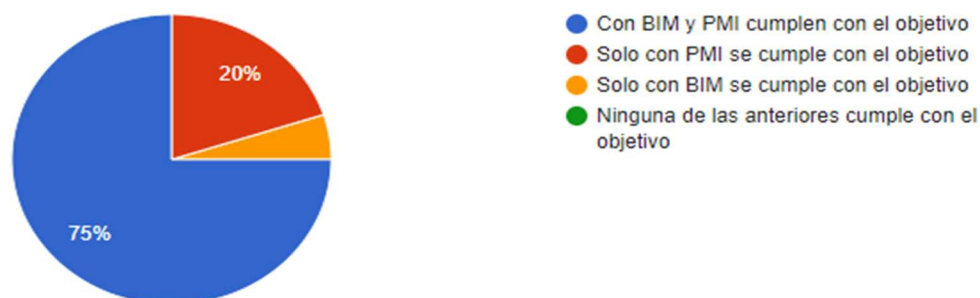 20%
75%
Con BIM y PMI cumplen con el objetivo
Solo con PMI se cumple con el objetivo
Solo con BIM se cumple con el objetivo
Ninguna de las anteriores cumple con el
objetivo